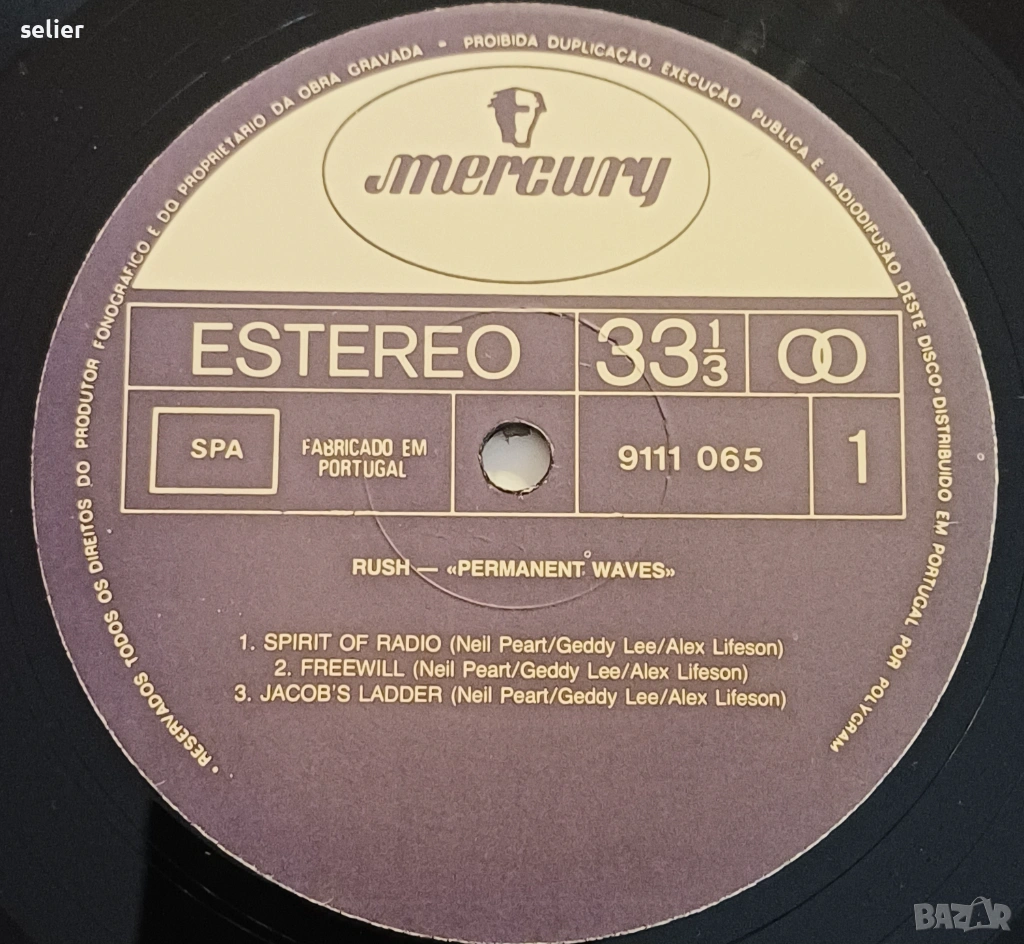 selier
• RESERVADOS TODOS OS DIREITOS DO PRODUTOR FONOGRAFICO E DO PROPRIETARIO DA OBRA GRAVADA • PROIBIDA DUPLICAÇÃO, EXECUÇÃO PUBLICA E RADIODIFUSÃO DESTE DISCO • DISTRIBUIDO EM PORTUGAL POR POLYGRAM
mercury
ESTEREO 33 1/3
SPA FABRICADO EM
PORTUGAL 9111 065 1
RUSH — «PERMANENT WAVES»
1. SPIRIT OF RADIO (Neil Peart/Geddy Lee/Alex Lifeson)
2. FREEWILL (Neil Peart/Geddy Lee/Alex Lifeson)
3. JACOB'S LADDER (Neil Peart/Geddy Lee/Alex Lifeson)
BAZAR